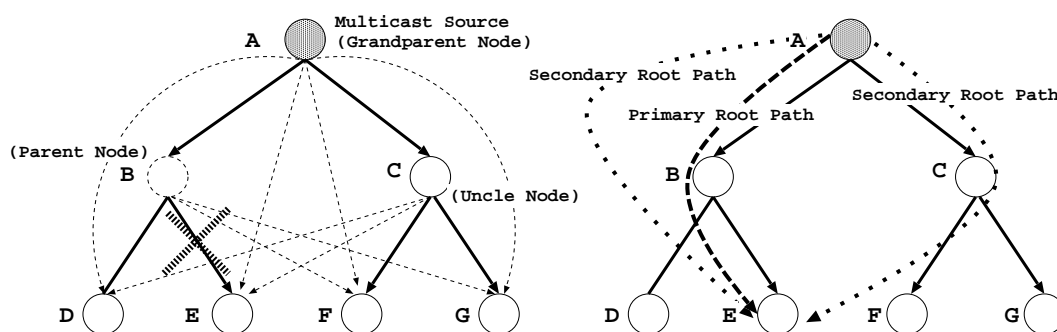 Multicast Source
A
(Grandparent Node)
(Parent Node)
B
C
(Uncle Node)
D
E
F
G
A
Secondary Root Path
Secondary Root Path
Primary Root Path
B
C
D
E
F
G